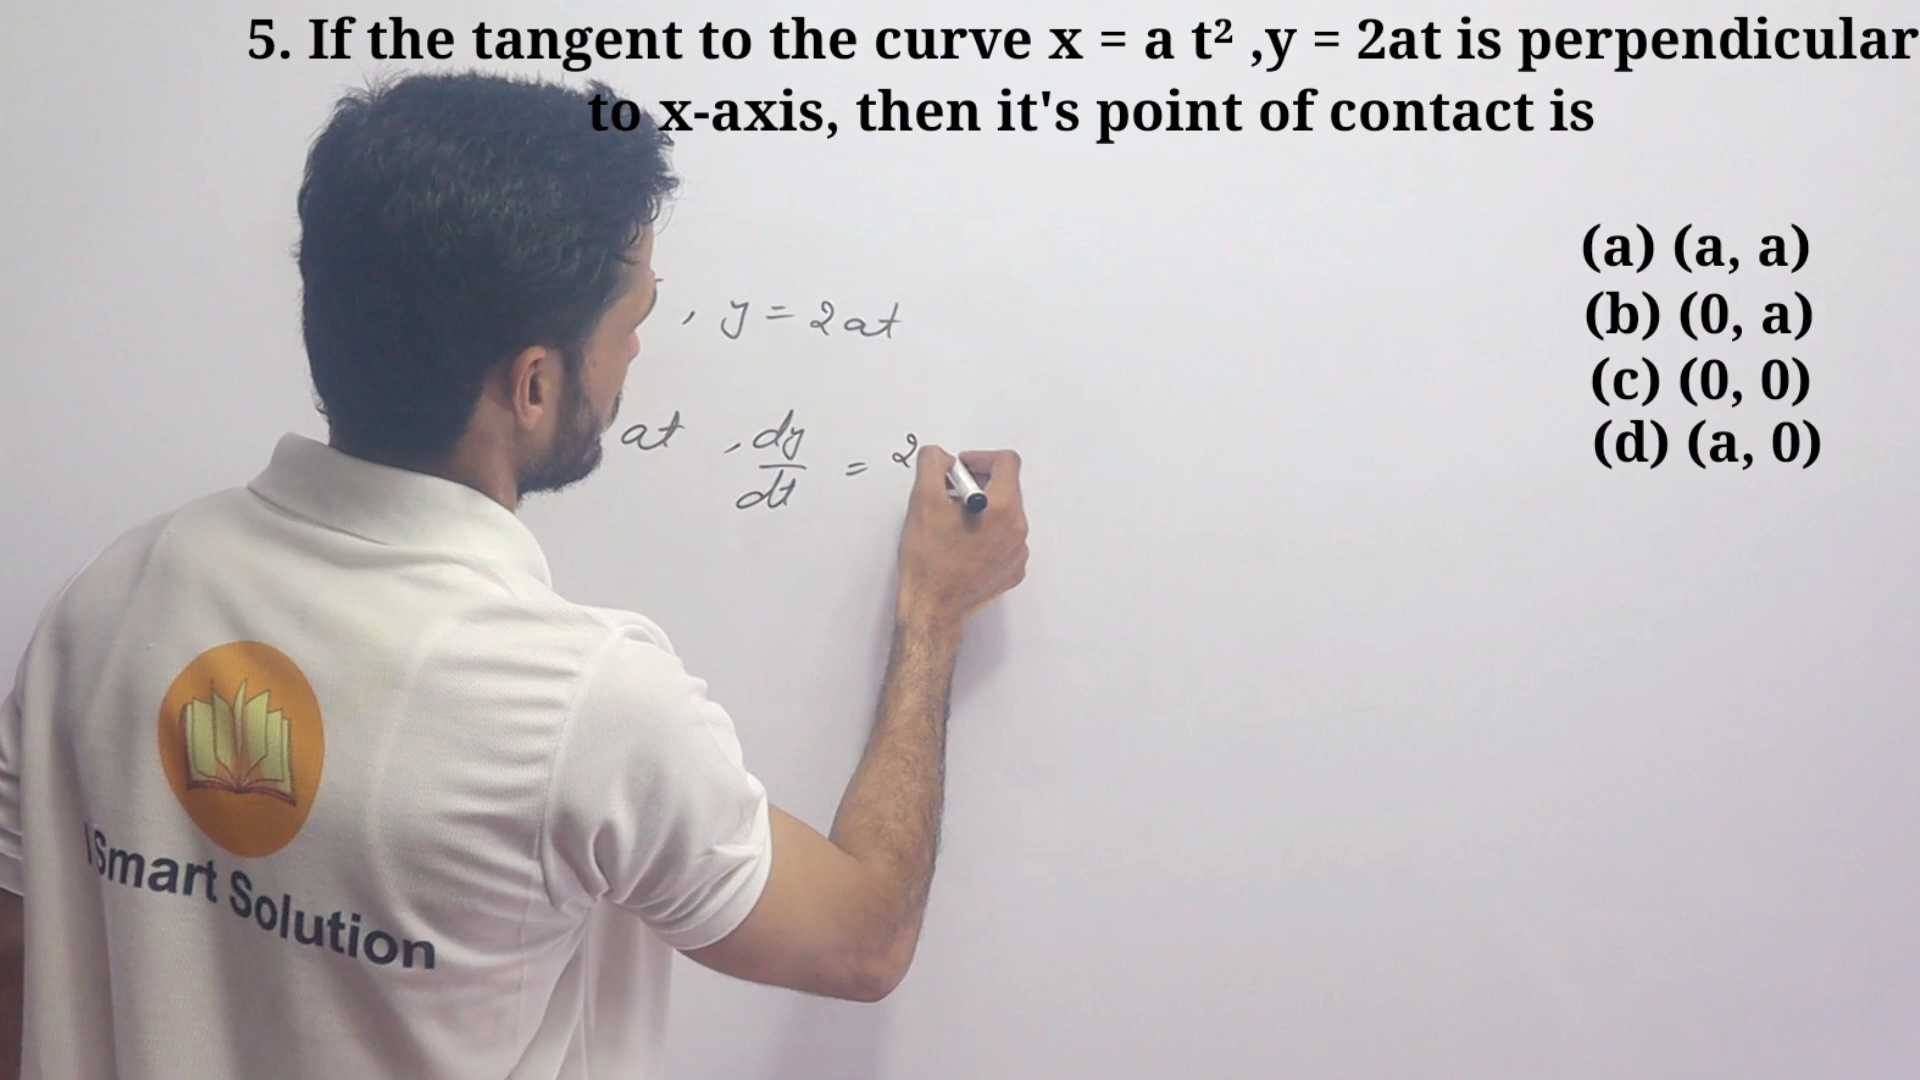 5. If the tangent to the curve x = a t² ,y = 2at is perpendicular
to x-axis, then it's point of contact is
(a) (a, a)
(b) (0, a)
(c) (0, 0)
(d) (a, 0)
, y = 2at
at , dy/dt = 2
Smart Solution